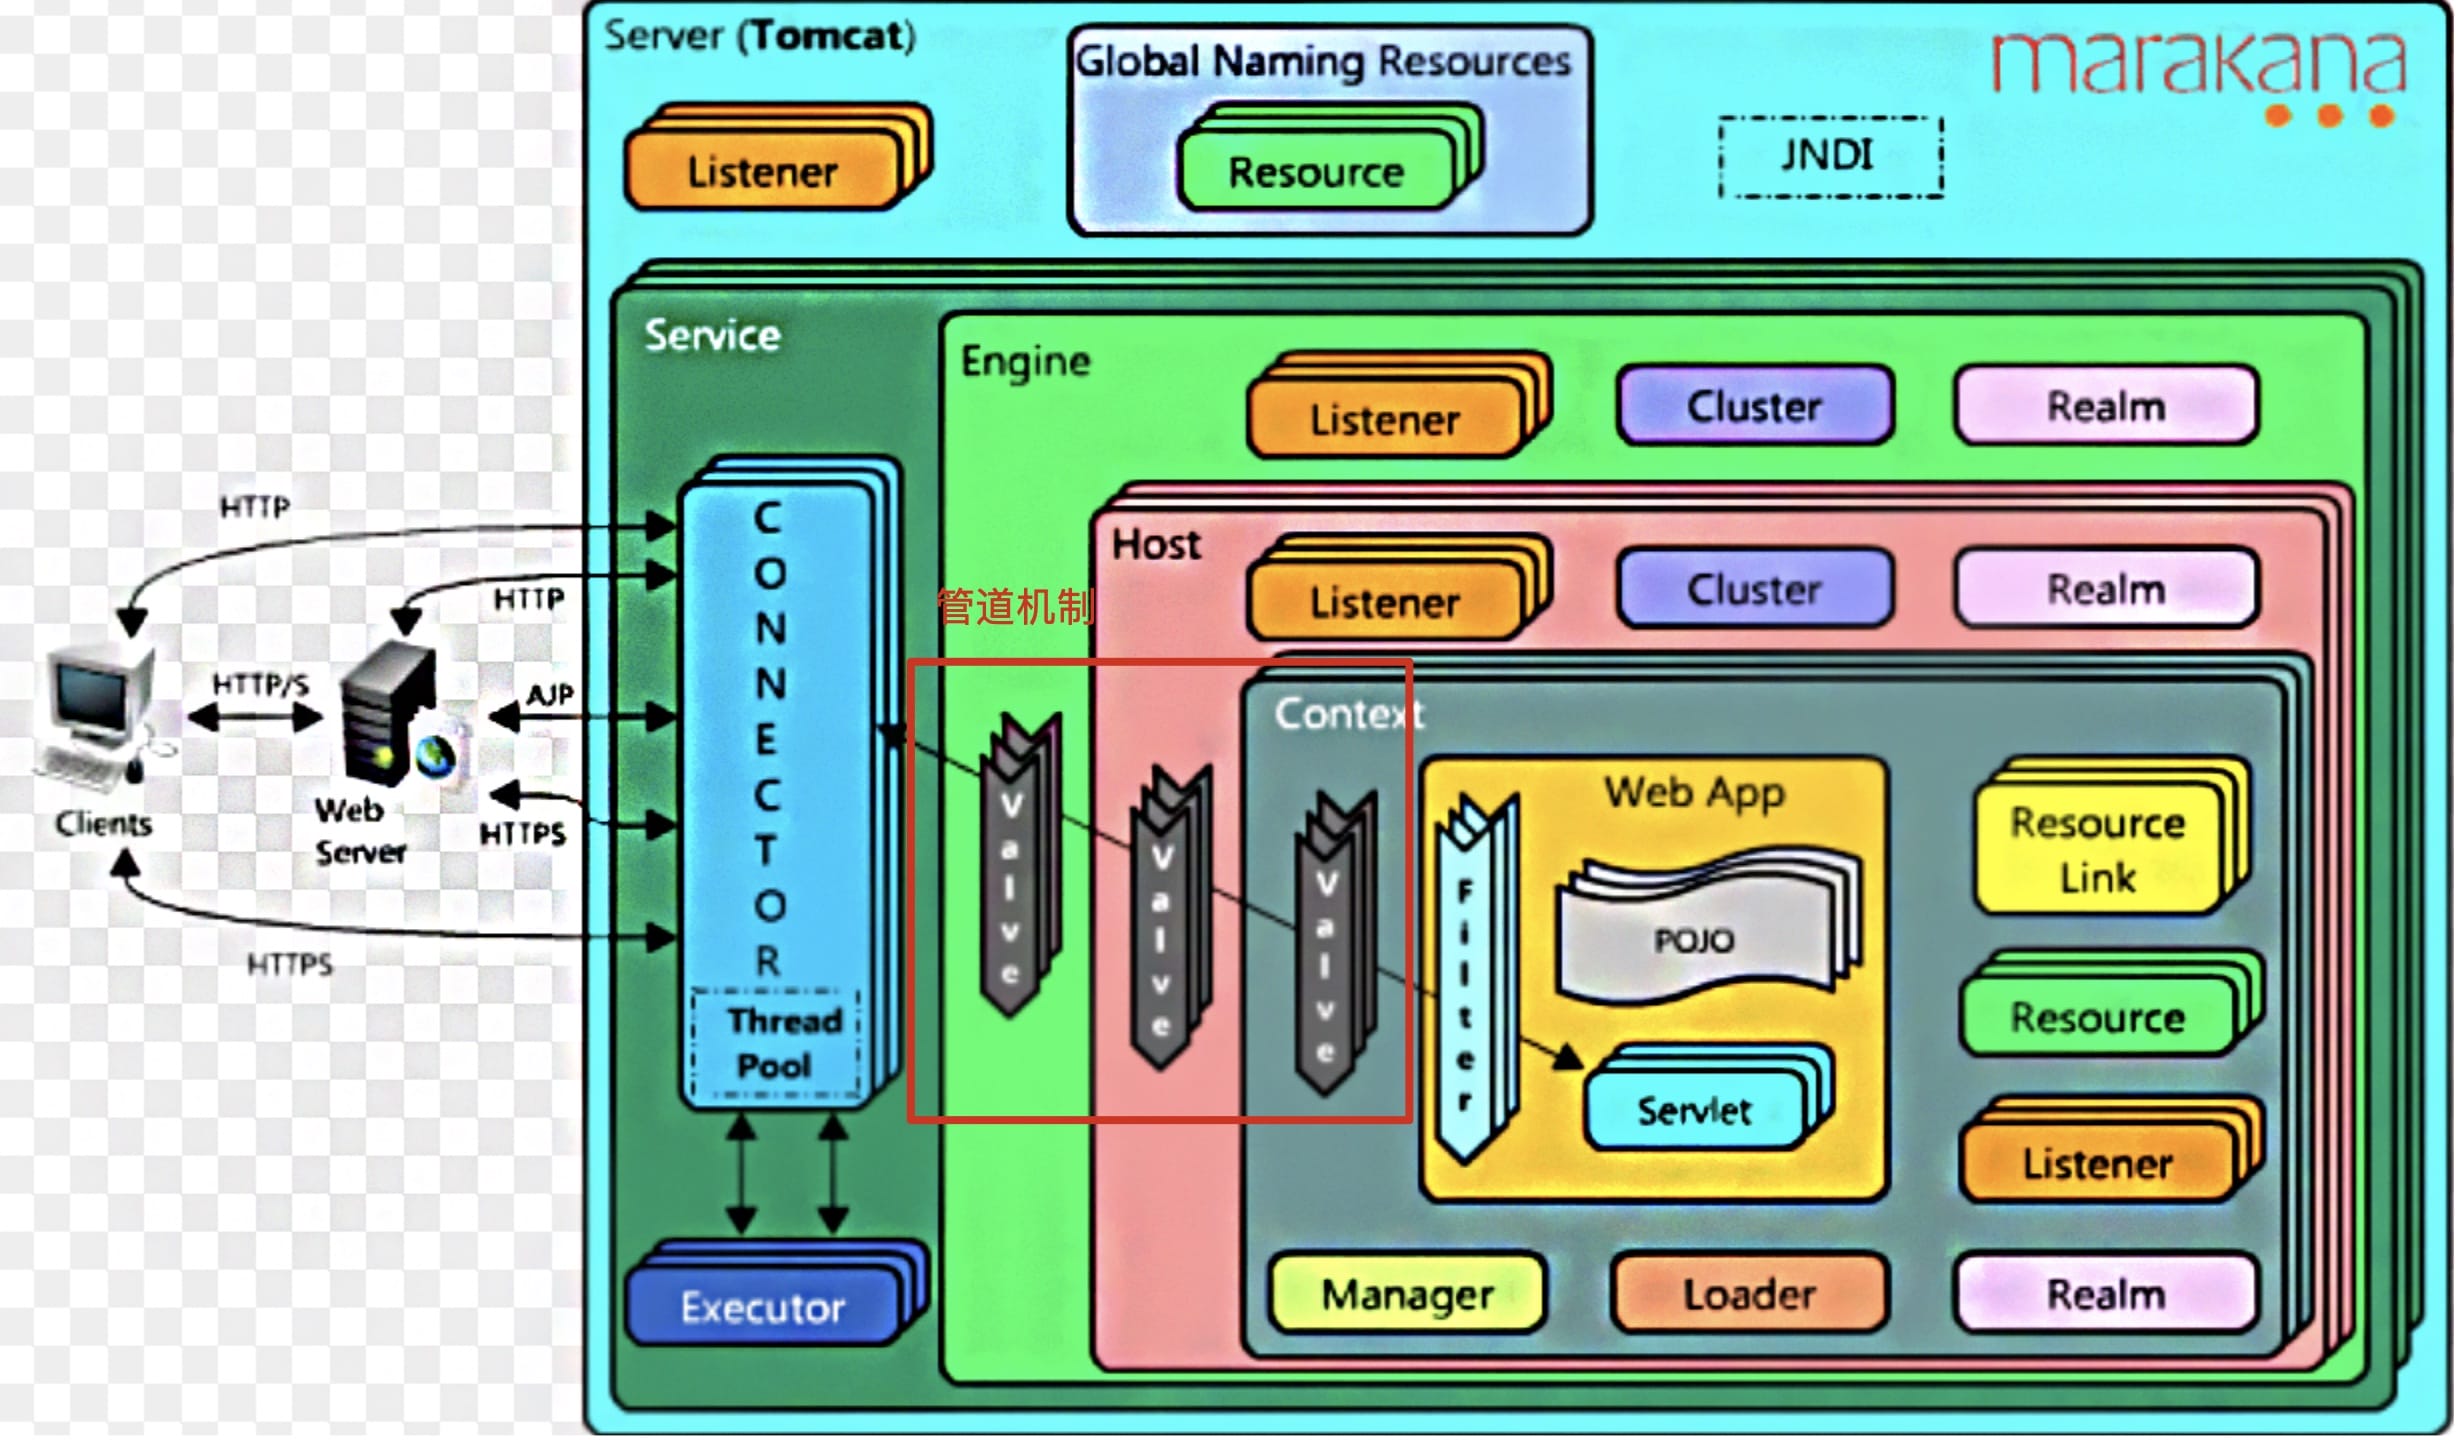 Server (Tomcat)
Global Naming Resources
marakana
Listener
Resource
JNDI
Service
Engine
Listener
Cluster
Realm
Host
Listener
Cluster
Realm
管道机制
Context
HTTP
HTTP
HTTP/S
AJP
HTTPS
HTTPS
Clients
Web
Server
CONNECTOR
Thread
Pool
Executor
Valve
Valve
Valve
Filter
Web App
POJO
Servlet
Resource
Link
Resource
Listener
Manager
Loader
Realm